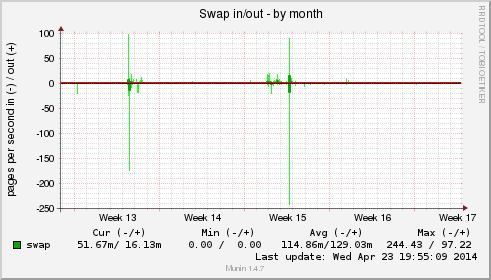 Swap in/out - by month
RRDTOOL / TOBI OETIKER
pages per second in (-) / out (+)
100
50
0
-50
-100
-150
-200
-250
Week 13 Week 14 Week 15 Week 16 Week 17
Cur (-/+) Min (-/+) Avg (-/+) Max (-/+)
swap 51.67m/ 16.13m 0.00 / 0.00 114.86m/129.03m 244.43 / 97.22
Last update: Wed Apr 23 19:55:09 2014
Munin 1.4.7